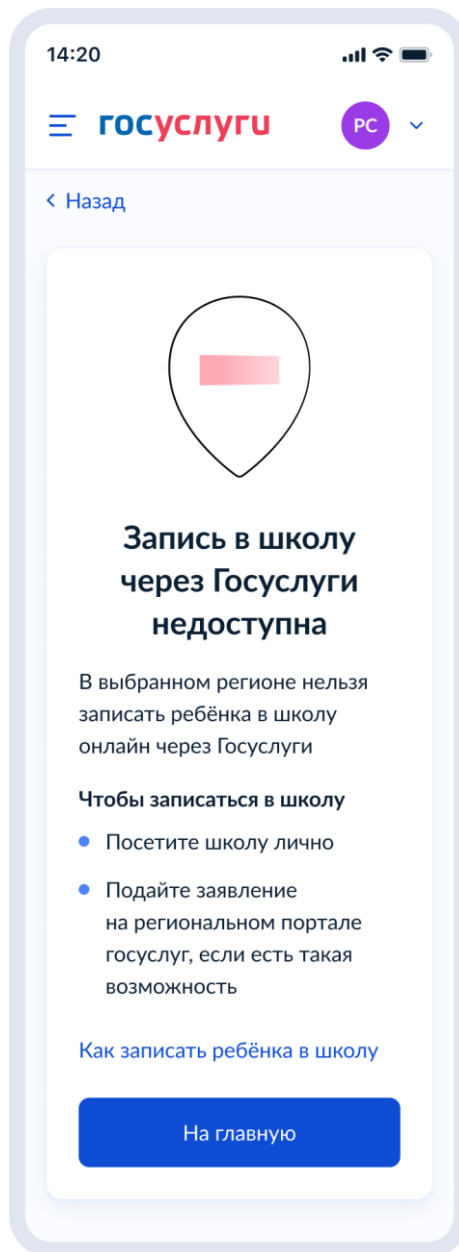 14:20
госуслуги
РС
Назад
Запись в школу
через Госуслуги
недоступна
В выбранном регионе нельзя
записать ребёнка в школу
онлайн через Госуслуги
Чтобы записаться в школу
Посетите школу лично
Подайте заявление
на региональном портале
госуслуг, если есть такая
возможность
Как записать ребёнка в школу
На главную